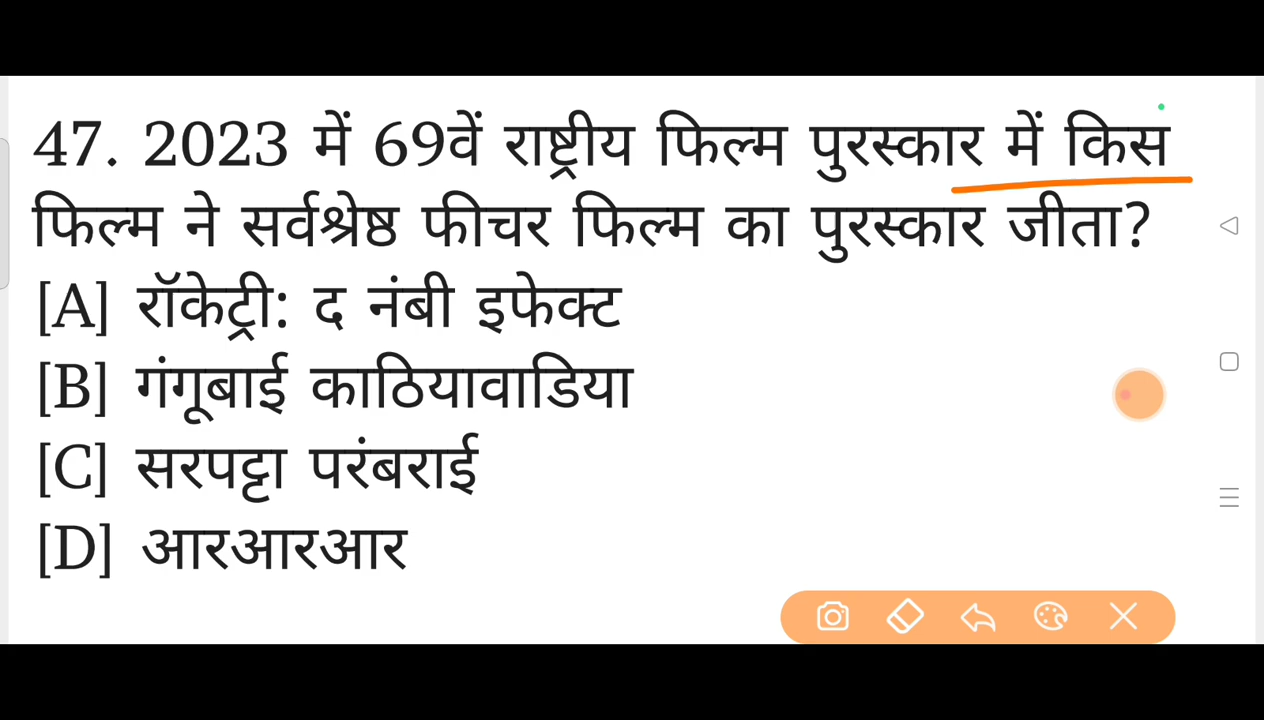 47. 2023 में 69वें राष्ट्रीय फिल्म पुरस्कार में किस
फिल्म ने सर्वश्रेष्ठ फीचर फिल्म का पुरस्कार जीता?
[A] रॉकेट्री: द नंबी इफेक्ट
[B] गंगूबाई काठियावाडिया
[C] सरपट्टा परंबराई
[D] आरआरआर